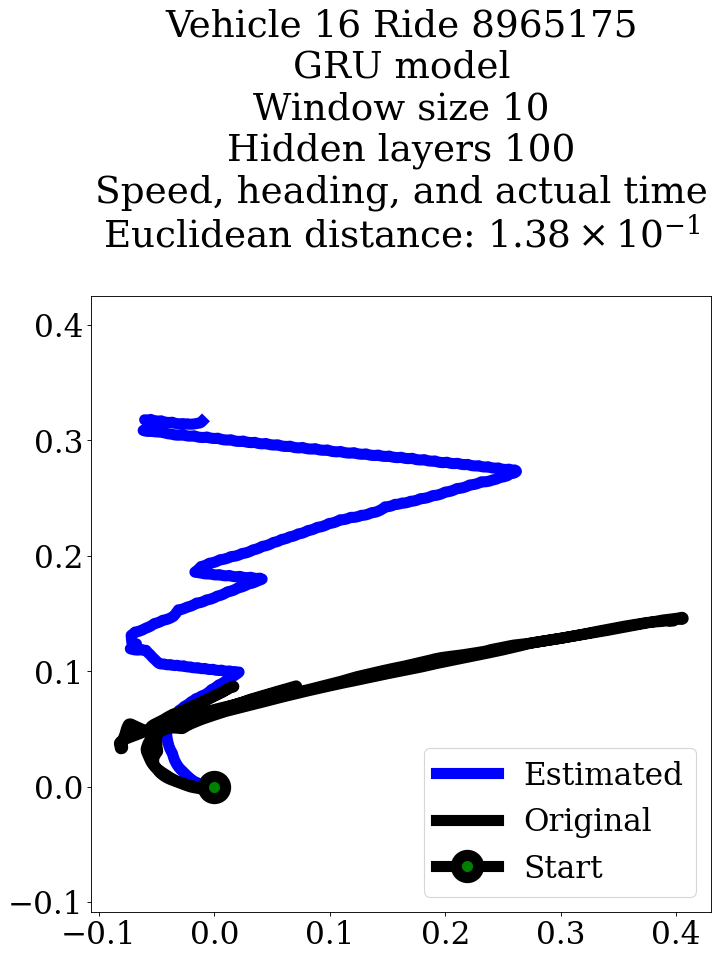 Vehicle 16 Ride 8965175
GRU model
Window size 10
Hidden layers 100
Speed, heading, and actual time
Euclidean distance: 1.38 × 10⁻¹
0.4
0.3
0.2
0.1
0.0
−0.1
−0.1 0.0 0.1 0.2 0.3 0.4
Estimated
Original
Start